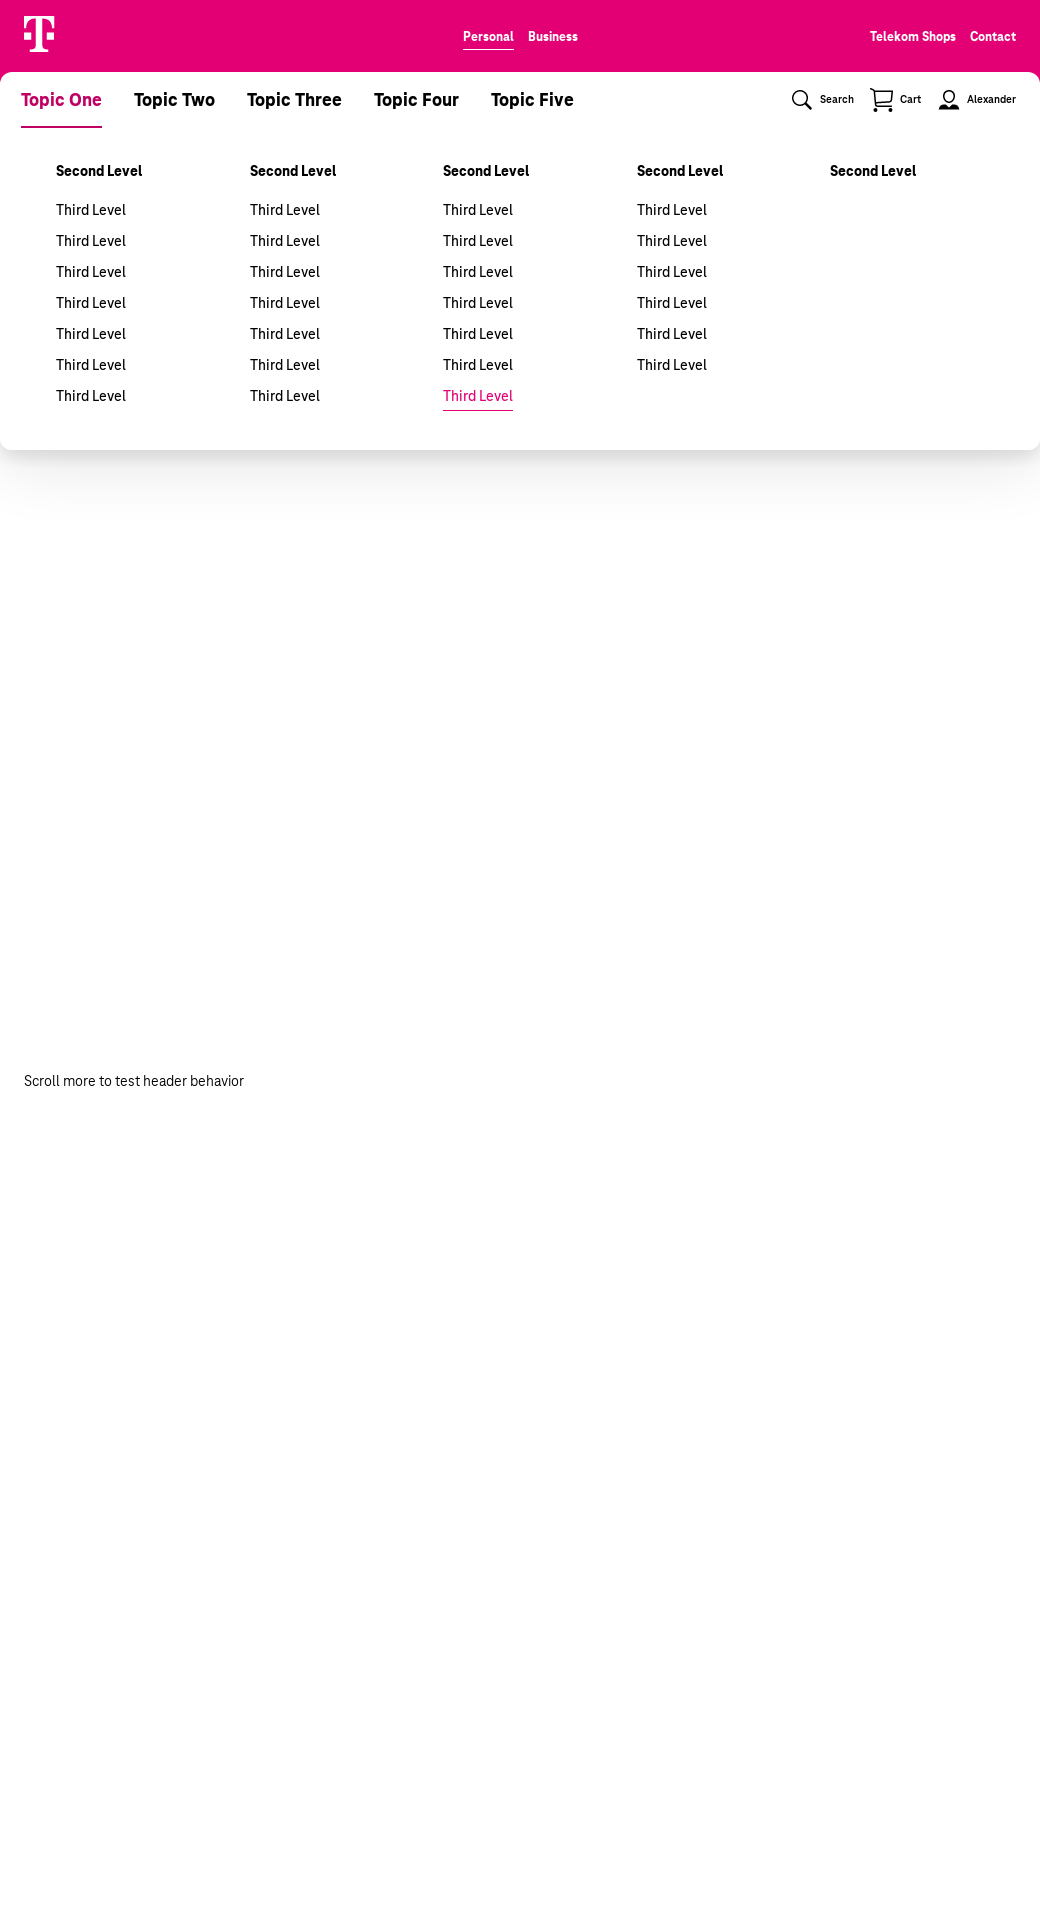 Personal Business Telekom Shops Contact
Topic One Topic Two Topic Three Topic Four Topic Five Search Cart Alexander
Second Level Second Level Second Level Second Level Second Level
Third Level Third Level Third Level Third Level
Third Level Third Level Third Level Third Level
Third Level Third Level Third Level Third Level
Third Level Third Level Third Level Third Level
Third Level Third Level Third Level Third Level
Third Level Third Level Third Level Third Level
Third Level Third Level Third Level
Scroll more to test header behavior